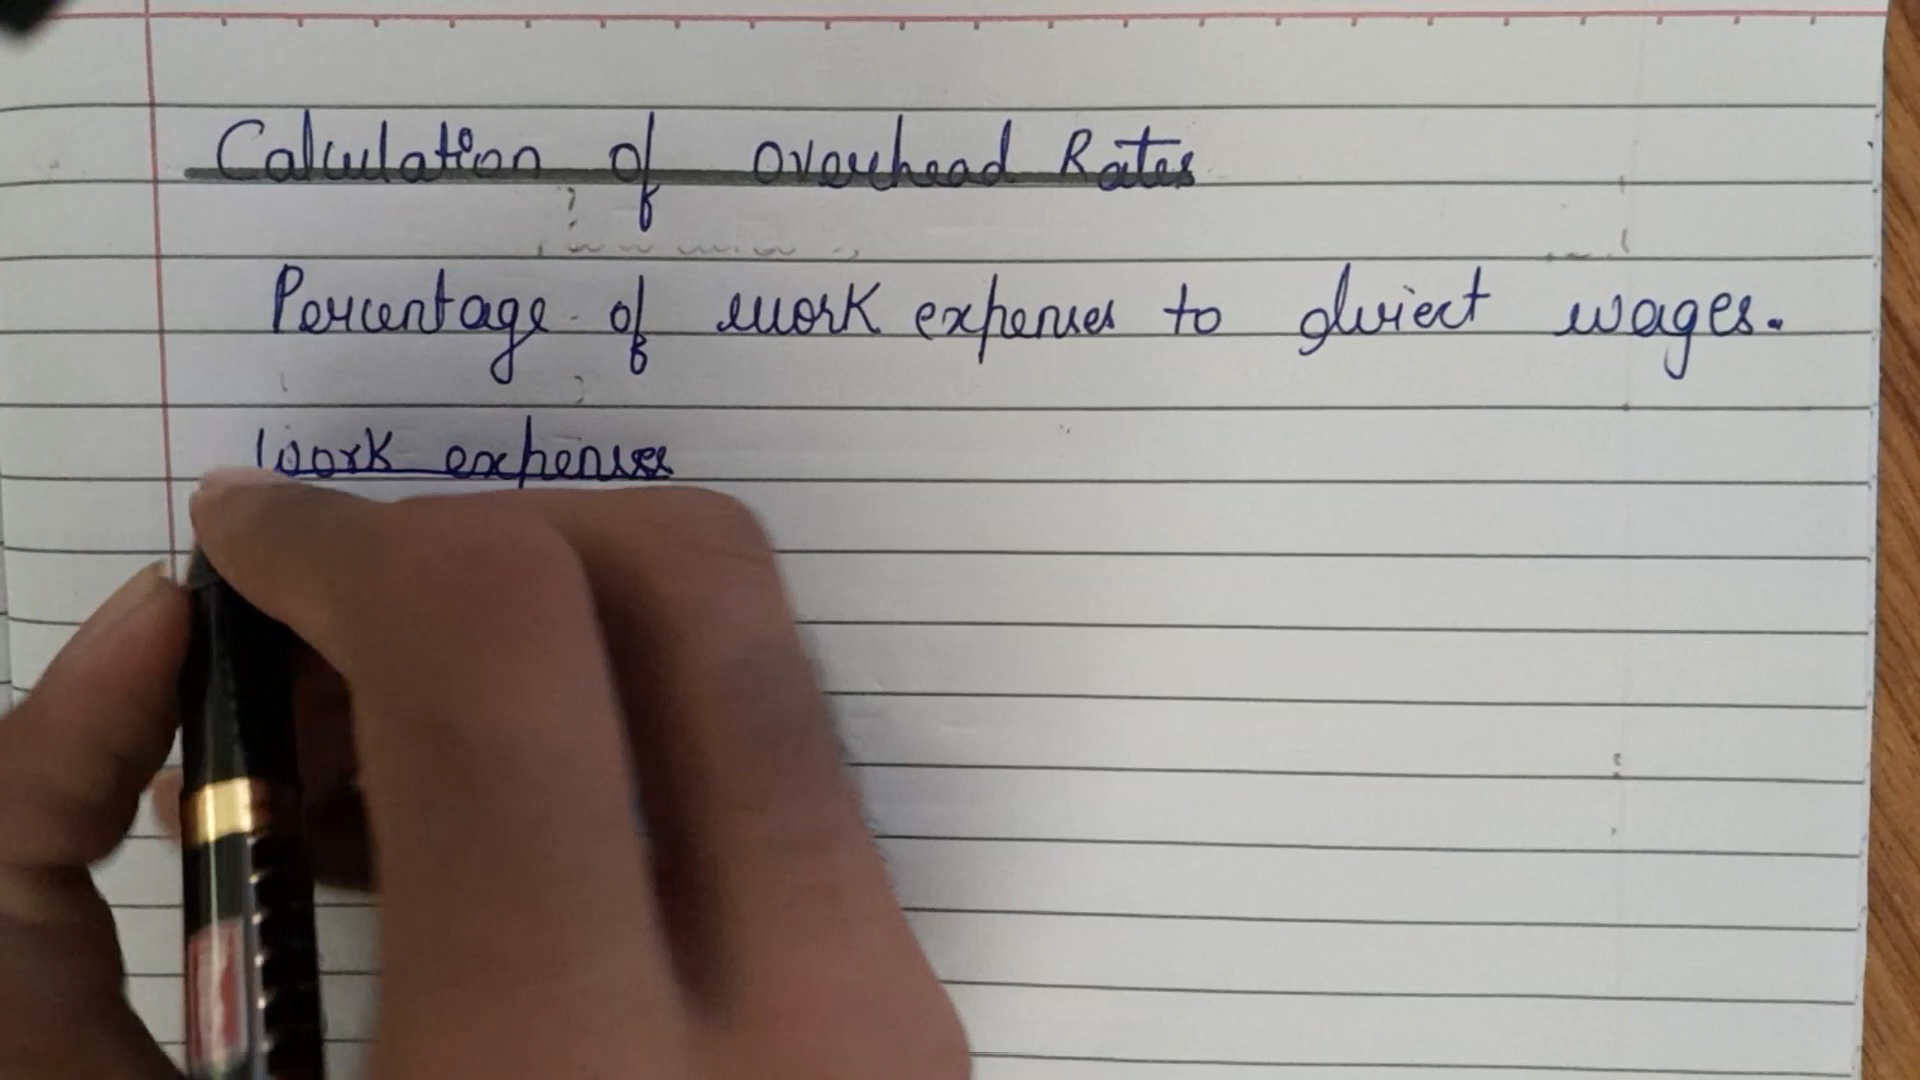 Calculation of overhead Rates
Percentage of work expenses to direct wages.
Work expenses